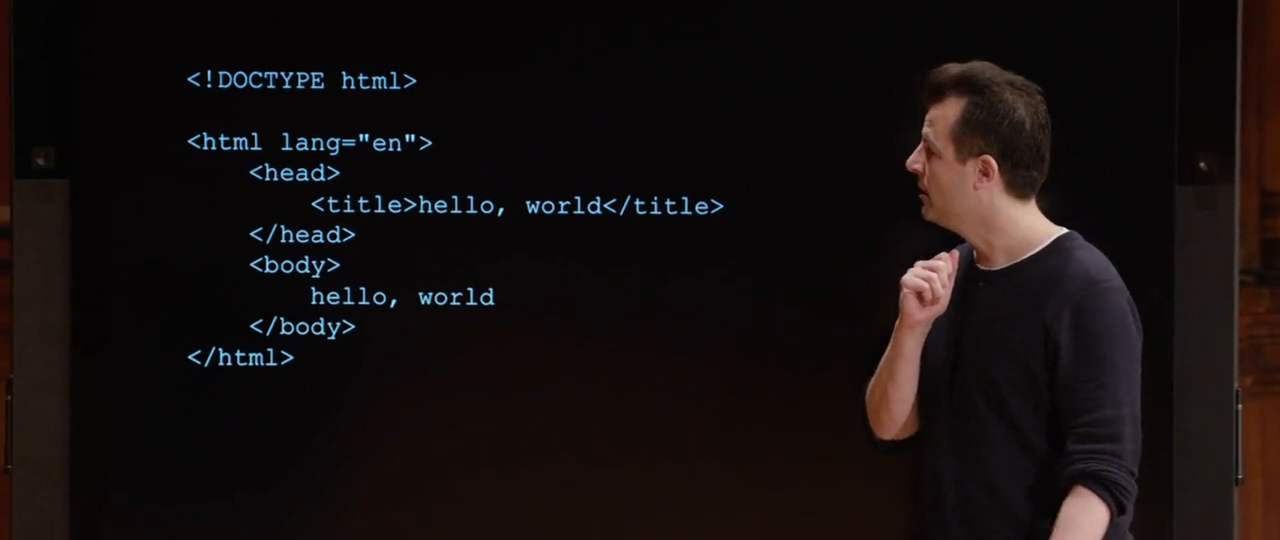 <!DOCTYPE html>
<html lang="en">
<head>
<title>hello, world</title>
</head>
<body>
hello, world
</body>
</html>